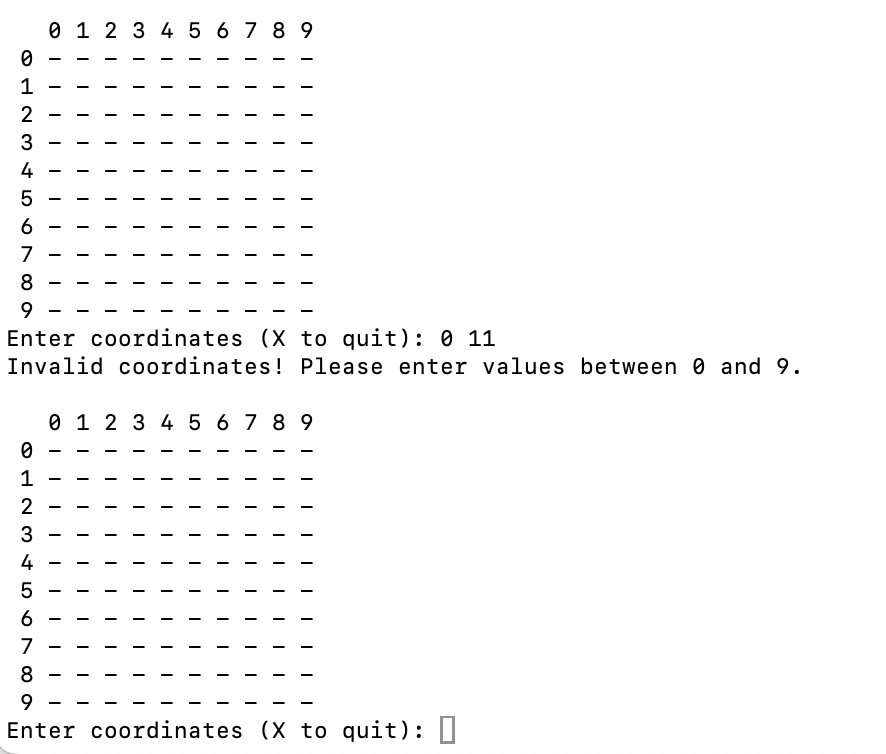 0 1 2 3 4 5 6 7 8 9
 0 – – – – – – – – – –
 1 – – – – – – – – – –
 2 – – – – – – – – – –
 3 – – – – – – – – – –
 4 – – – – – – – – – –
 5 – – – – – – – – – –
 6 – – – – – – – – – –
 7 – – – – – – – – – –
 8 – – – – – – – – – –
 9 – – – – – – – – – –
Enter coordinates (X to quit): 0 11
Invalid coordinates! Please enter values between 0 and 9.

   0 1 2 3 4 5 6 7 8 9
 0 – – – – – – – – – –
 1 – – – – – – – – – –
 2 – – – – – – – – – –
 3 – – – – – – – – – –
 4 – – – – – – – – – –
 5 – – – – – – – – – –
 6 – – – – – – – – – –
 7 – – – – – – – – – –
 8 – – – – – – – – – –
 9 – – – – – – – – – –
Enter coordinates (X to quit):